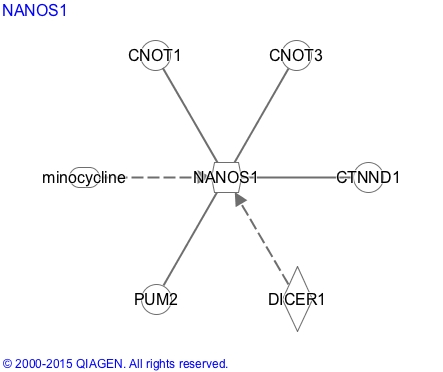 NANOS1
CNOT1
CNOT3
minocycline
NANOS1
CTNND1
PUM2
DICER1
© 2000-2015 QIAGEN. All rights reserved.